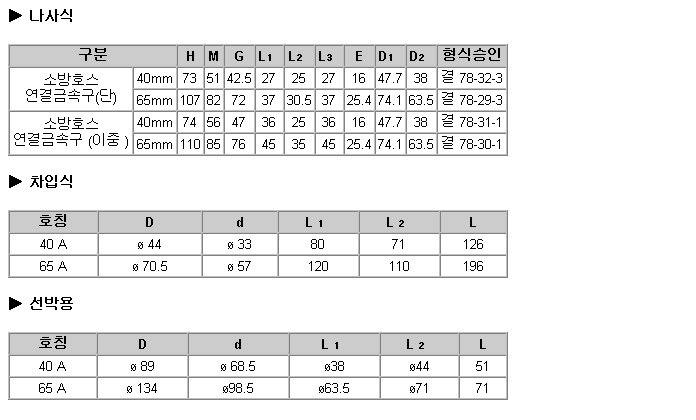 ▶ 나사식
구분 H M G L1 L2 L3 E D1 D2 형식승인
소방호스 연결금속구(단) 40mm 73 51 42.5 27 25 27 16 47.7 38 결 78-32-3
65mm 107 82 72 37 30.5 37 25.4 74.1 63.5 결 78-29-3
소방호스 연결금속구 (이중 ) 40mm 74 56 47 36 25 36 16 47.7 38 결 78-31-1
65mm 110 85 76 45 35 45 25.4 74.1 63.5 결 78-30-1
▶ 차입식
호칭 D d L 1 L 2 L
40 A ø 44 ø 33 80 71 126
65 A ø 70.5 ø 57 120 110 196
▶ 선박용
호칭 D d L 1 L 2 L
40 A ø 89 ø 68.5 ø38 ø44 51
65 A ø 134 ø98.5 ø63.5 ø71 71